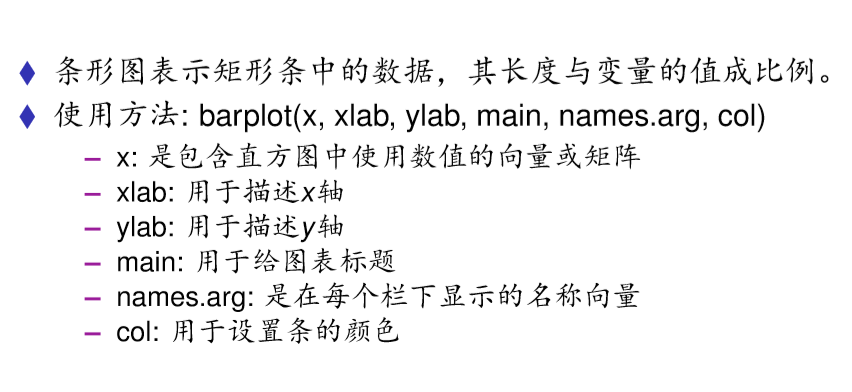 条形图表示矩形条中的数据，其长度与变量的值成比例。
使用方法: barplot(x, xlab, ylab, main, names.arg, col)
– x: 是包含直方图中使用数值的向量或矩阵
– xlab: 用于描述x轴
– ylab: 用于描述y轴
– main: 用于给图表标题
– names.arg: 是在每个栏下显示的名称向量
– col: 用于设置条的颜色